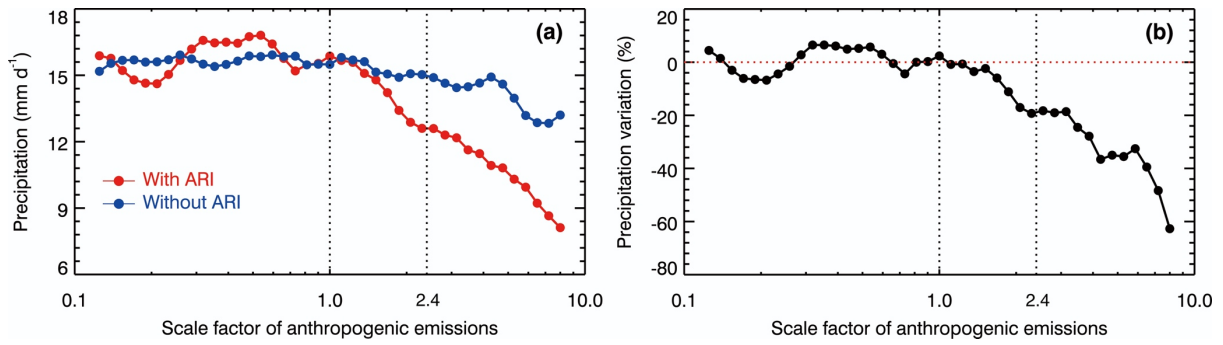 (a)
Precipitation (mm d⁻¹)
18
15
12
9
6
With ARI
Without ARI
0.1
1.0
2.4
10.0
Scale factor of anthropogenic emissions
(b)
Precipitation variation (%)
20
0
-20
-40
-60
-80
0.1
1.0
2.4
10.0
Scale factor of anthropogenic emissions